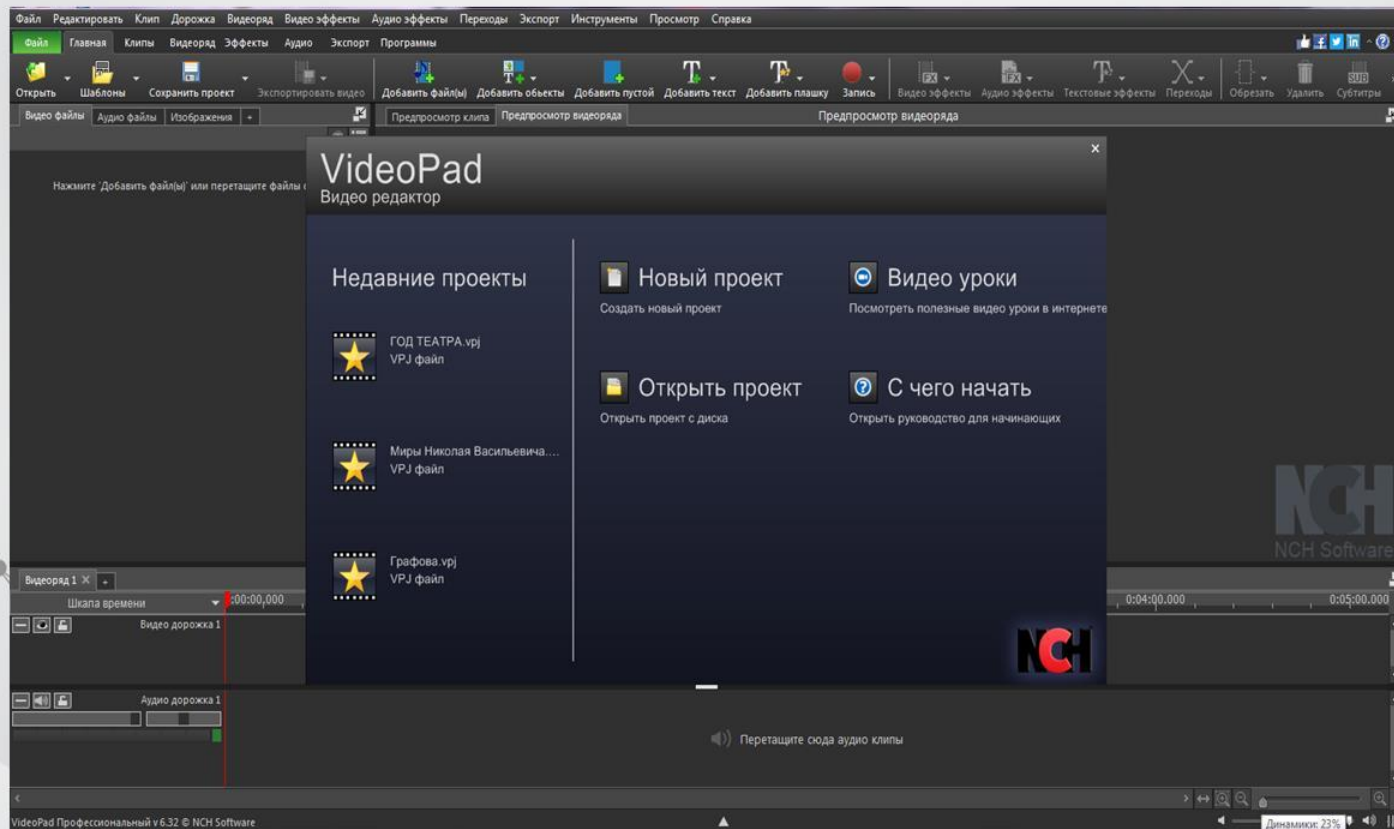 Файл Редактировать Клип Дорожка Видеоряд Видео эффекты Аудио эффекты Переходы Экспорт Инструменты Просмотр Справка
Файл Главная Клипы Видеоряд Эффекты Аудио Экспорт Программы
Открыть Шаблоны Сохранить проект Экспортировать видео Добавить файл(ы) Добавить объекты Добавить пустой Добавить текст Добавить плашку Запись Видео эффекты Аудио эффекты Текстовые эффекты Переходы Обрезать Удалить Субтитры
Видео файлы Аудио файлы Изображения + Предпросмотр клипа Предпросмотр видеоряда Предпросмотр видеоряда
Нажмите 'Добавить файл(ы)' или перетащите файлы
VideoPad
Видео редактор
Недавние проекты
ГОД ТЕАТРА.vpj
VPJ файл
Миры Николая Васильевича....
VPJ файл
Графова.vpj
VPJ файл
Новый проект
Создать новый проект
Видео уроки
Посмотреть полезные видео уроки в интернете
Открыть проект
Открыть проект с диска
С чего начать
Открыть руководство для начинающих
NCH
NCH
NCH Software
Видеоряд 1 × +
Шкала времени :00:00,000 0:04:00.000 0:05:00.000
Видео дорожка 1
Аудио дорожка 1
Перетащите сюда аудио клипы
VideoPad Профессиональный v 6.32 © NCH Software
Динамики: 23%